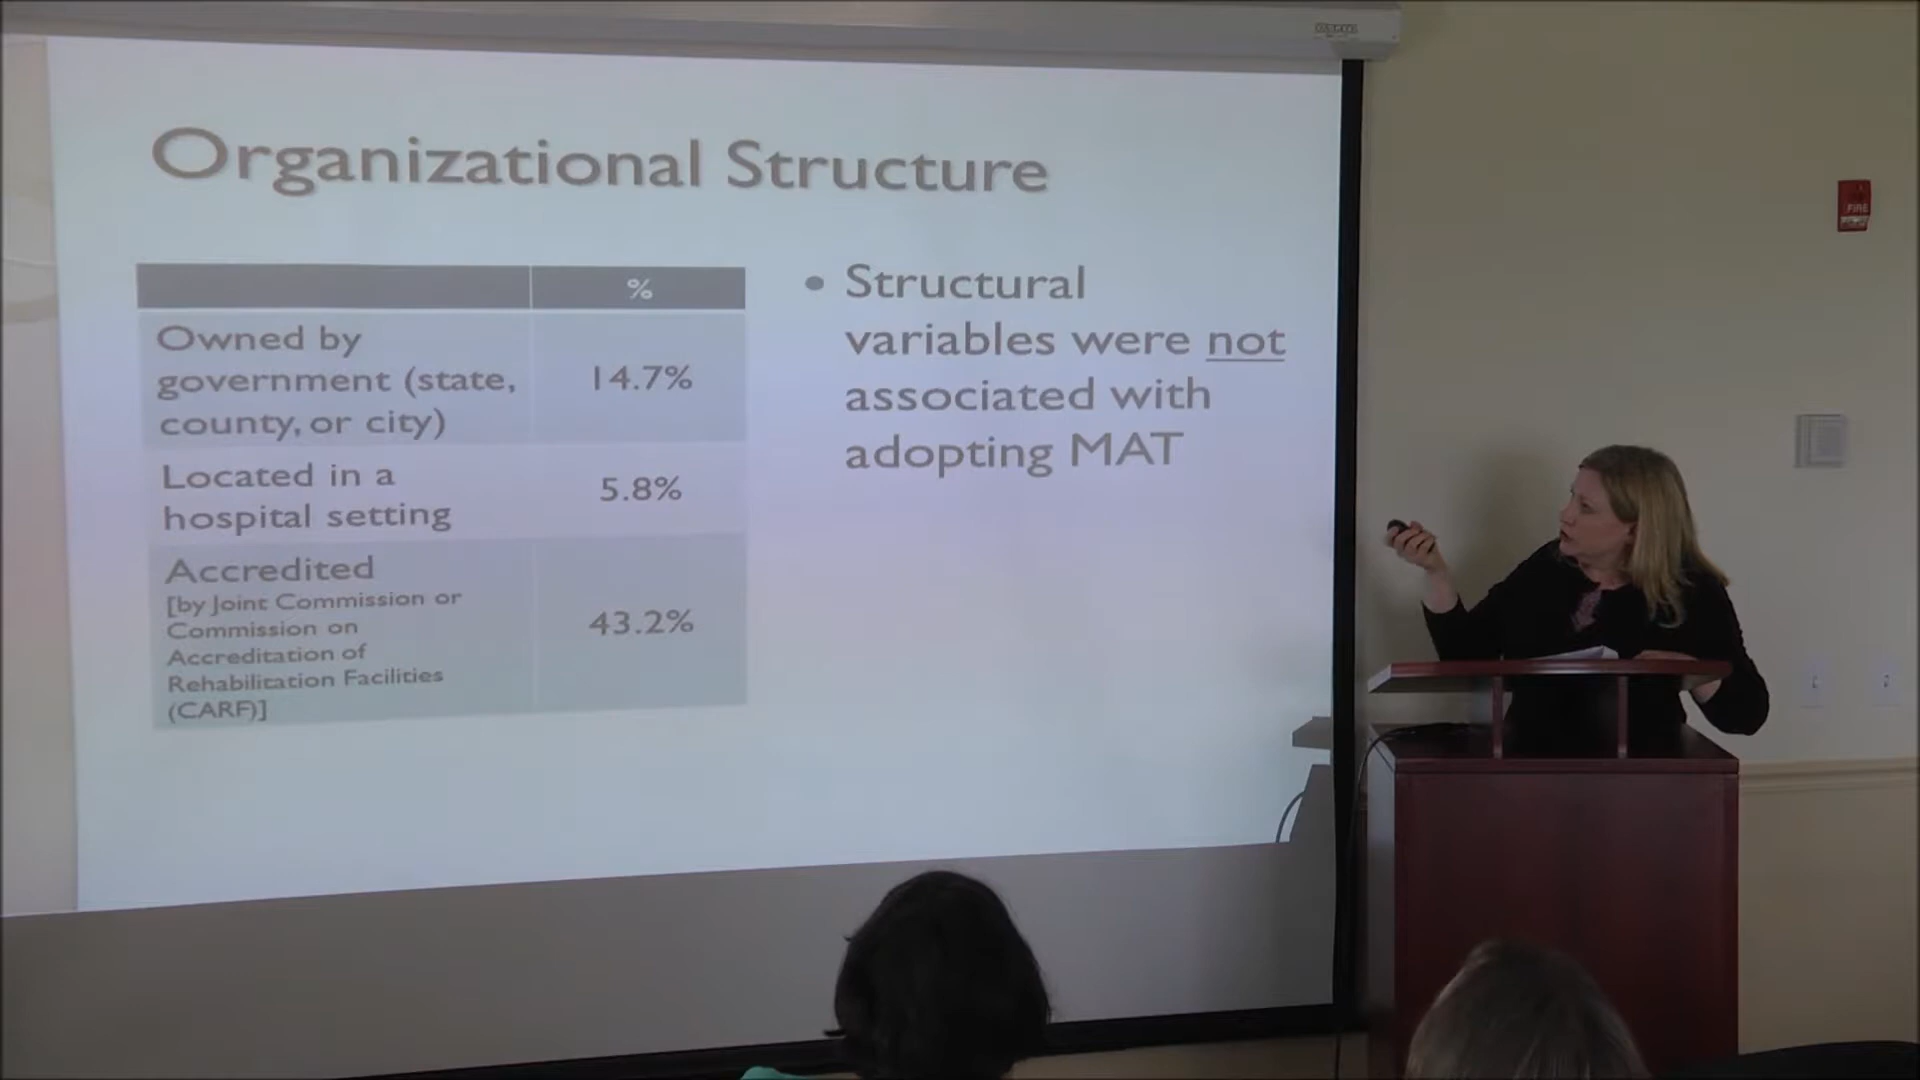 Organizational Structure
%
Owned by
government (state,
county, or city)
14.7%
Located in a
hospital setting
5.8%
Accredited
[by Joint Commission or
Commission on
Accreditation of
Rehabilitation Facilities
(CARF)]
43.2%
• Structural
variables were not
associated with
adopting MAT
FIRE